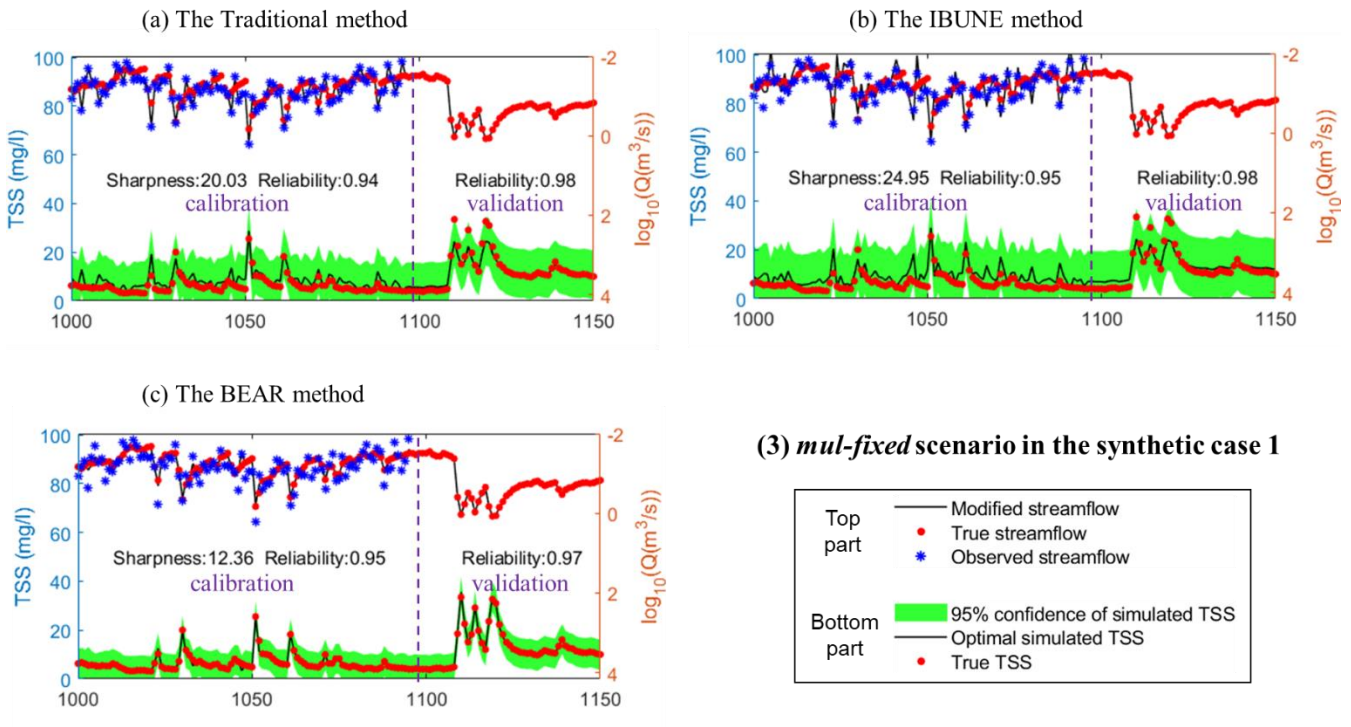 (a) The Traditional method
100
80
60
40
20
0
TSS (mg/l)
-2
0
2
4
log10(Q(m3/s))
Sharpness:20.03 Reliability:0.94
calibration
Reliability:0.98
validation
1000
1050
1100
1150
(b) The IBUNE method
100
80
60
40
20
0
TSS (mg/l)
-2
0
2
4
log10(Q(m3/s))
Sharpness:24.95 Reliability:0.95
calibration
Reliability:0.98
validation
1000
1050
1100
1150
(c) The BEAR method
100
80
60
40
20
0
TSS (mg/l)
-2
0
2
4
log10(Q(m3/s))
Sharpness:12.36 Reliability:0.95
calibration
Reliability:0.97
validation
1000
1050
1100
1150
(3) mul-fixed scenario in the synthetic case 1
Top
part
Modified streamflow
True streamflow
Observed streamflow
Bottom
part
95% confidence of simulated TSS
Optimal simulated TSS
True TSS